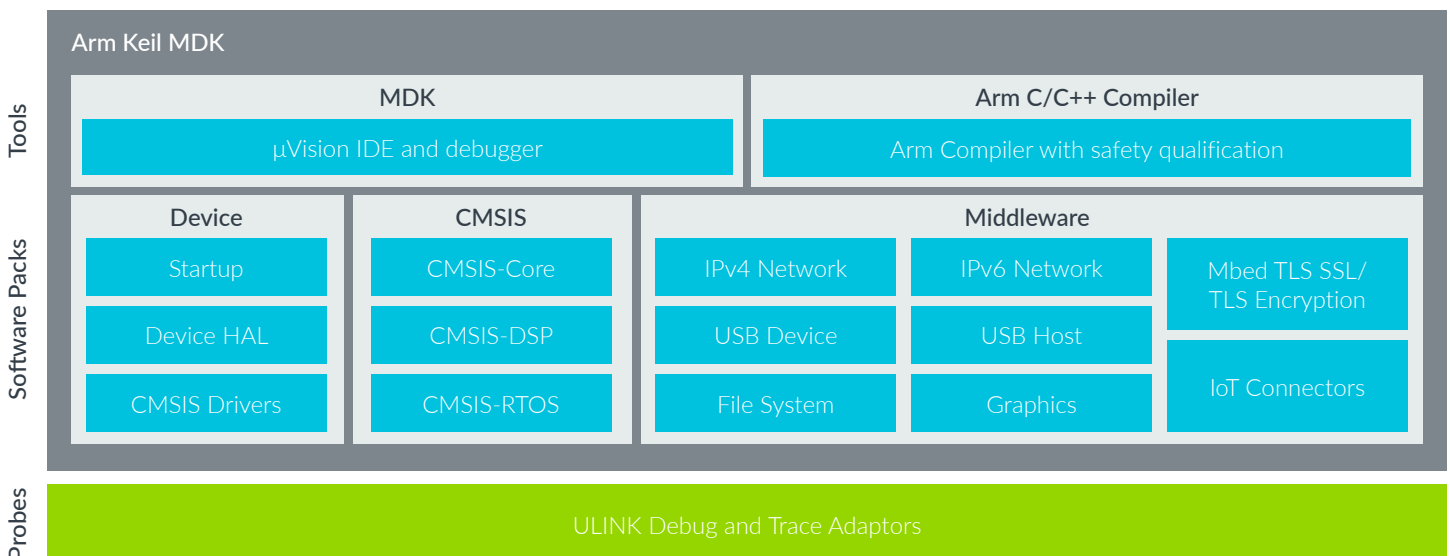 Arm Keil MDK
Tools
MDK
µVision IDE and debugger
Arm C/C++ Compiler
Arm Compiler with safety qualification
Software Packs
Device
Startup
Device HAL
CMSIS Drivers
CMSIS
CMSIS-Core
CMSIS-DSP
CMSIS-RTOS
Middleware
IPv4 Network
USB Device
File System
IPv6 Network
USB Host
Graphics
Mbed TLS SSL/
TLS Encryption
IoT Connectors
Probes
ULINK Debug and Trace Adaptors